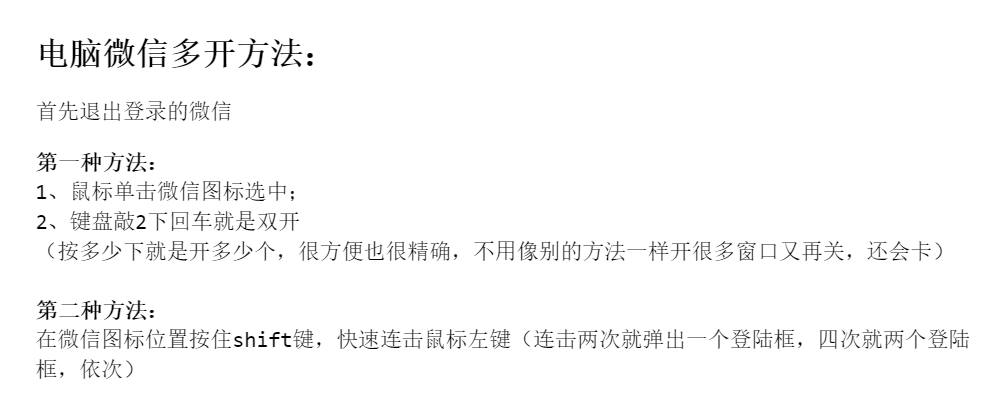 电脑微信多开方法：
首先退出登录的微信
第一种方法：
1、鼠标单击微信图标选中；
2、键盘敲2下回车就是双开
（按多少下就是开多少个，很方便也很精确，不用像别的方法一样开很多窗口又再关，还会卡）
第二种方法：
在微信图标位置按住shift键，快速连击鼠标左键（连击两次就弹出一个登陆框，四次就两个登陆
框，依次）